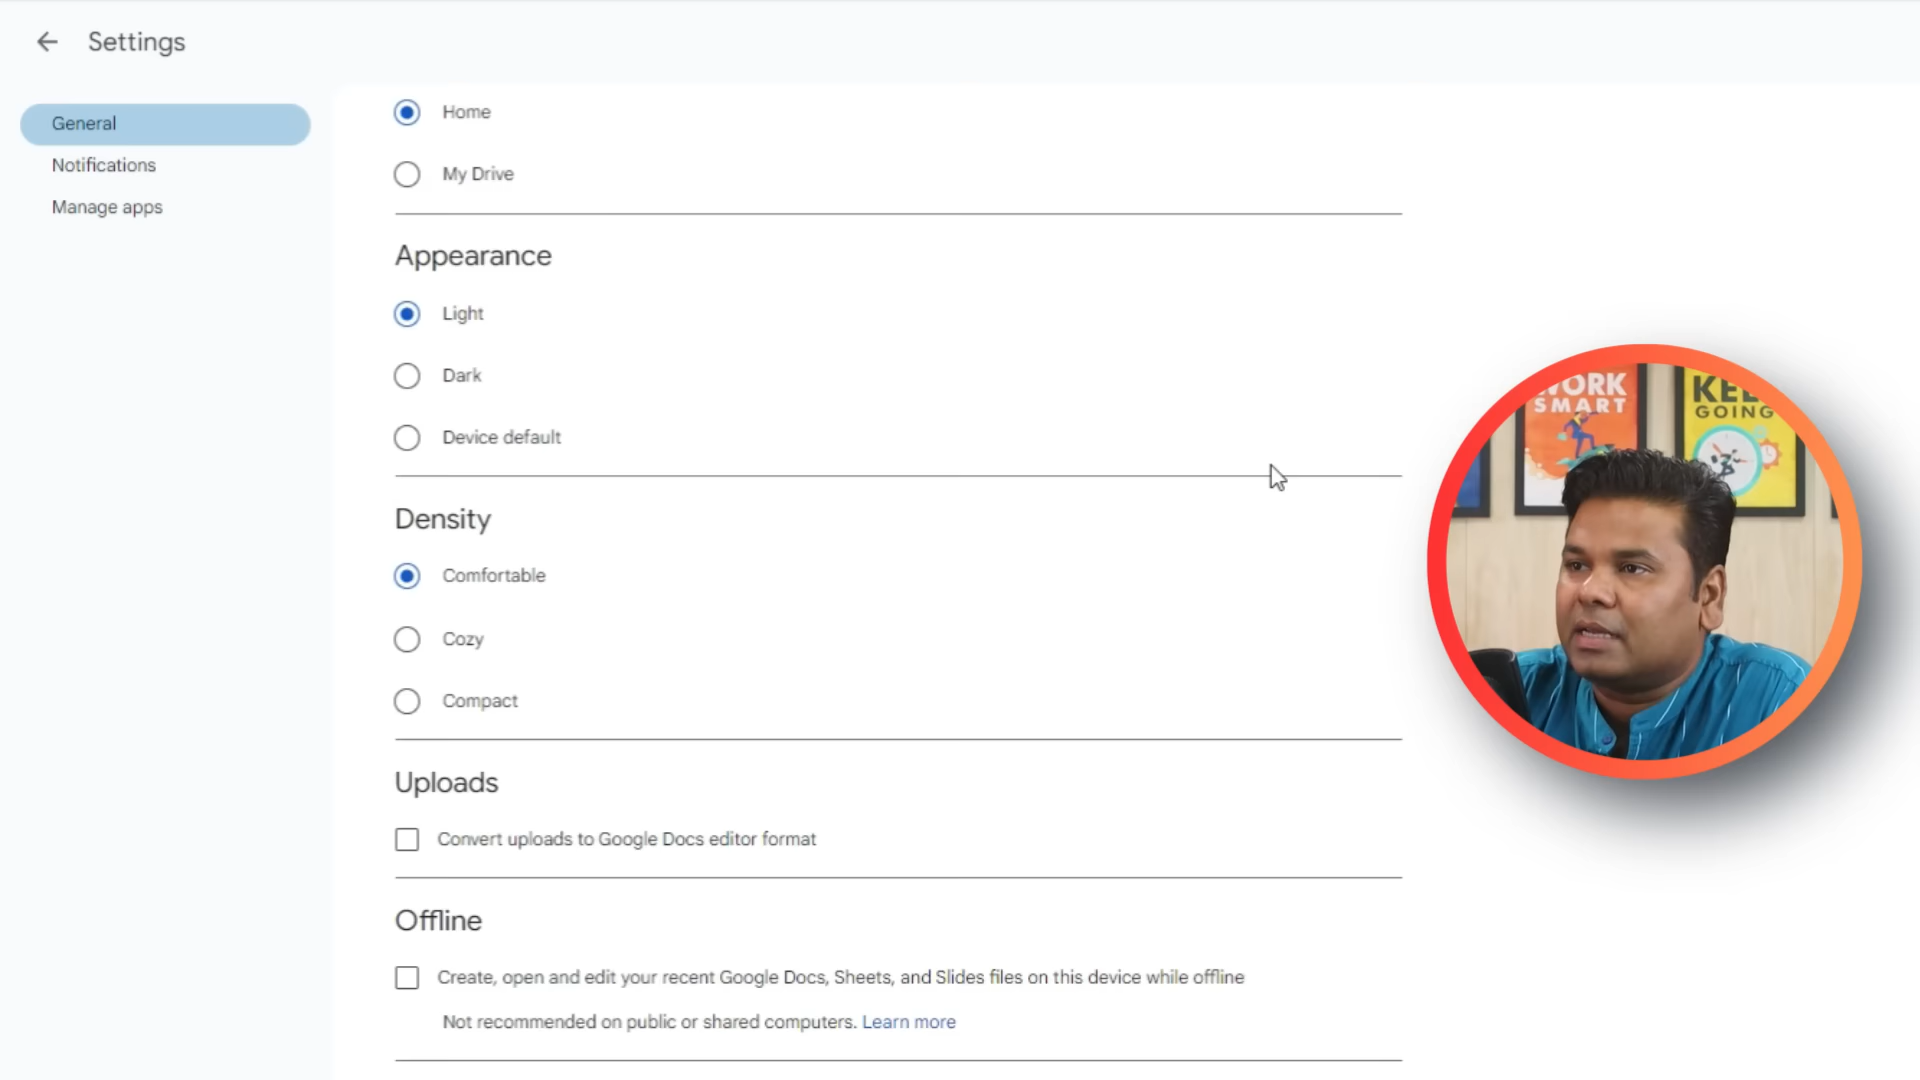 Settings
General
Notifications
Manage apps
Home
My Drive
Appearance
Light
Dark
Device default
Density
Comfortable
Cozy
Compact
Uploads
Convert uploads to Google Docs editor format
Offline
Create, open and edit your recent Google Docs, Sheets, and Slides files on this device while offline
Not recommended on public or shared computers. Learn more
WORK
SMART
GOING